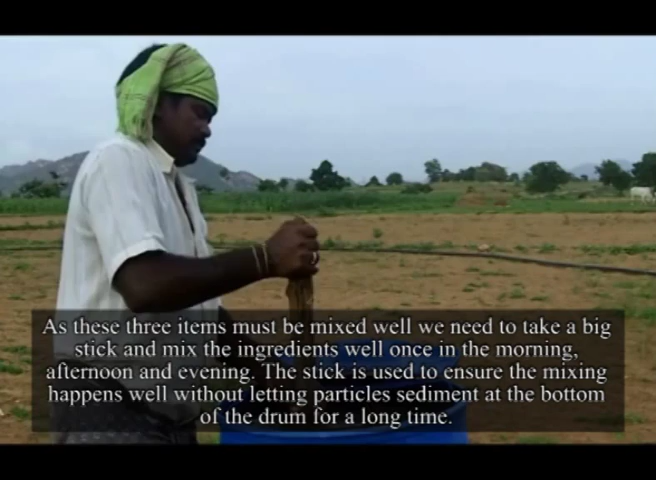 As these three items must be mixed well we need to take a big
stick and mix the ingredients well once in the morning,
afternoon and evening. The stick is used to ensure the mixing
happens well without letting particles sediment at the bottom
of the drum for a long time.